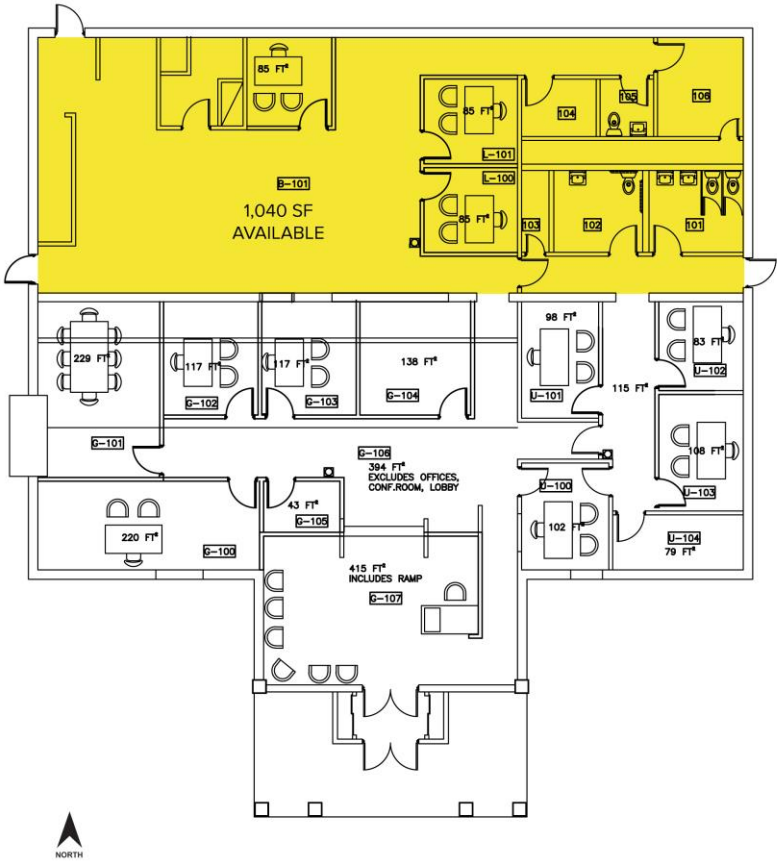 85 FT²
105
106
104
85 FT²
L-101
B-101
L-100
1,040 SF
AVAILABLE
85 FT²
103
102
101
98 FT²
229 FT²
117 FT²
117 FT²
138 FT²
83 FT²
U-102
G-102
G-103
G-104
U-101
115 FT²
G-101
G-106
394 FT²
EXCLUDES OFFICES,
CONF.ROOM, LOBBY
108 FT²
U-100
U-103
43 FT²
G-105
102 FT²
220 FT²
G-100
U-104
79 FT²
415 FT²
INCLUDES RAMP
G-107
NORTH